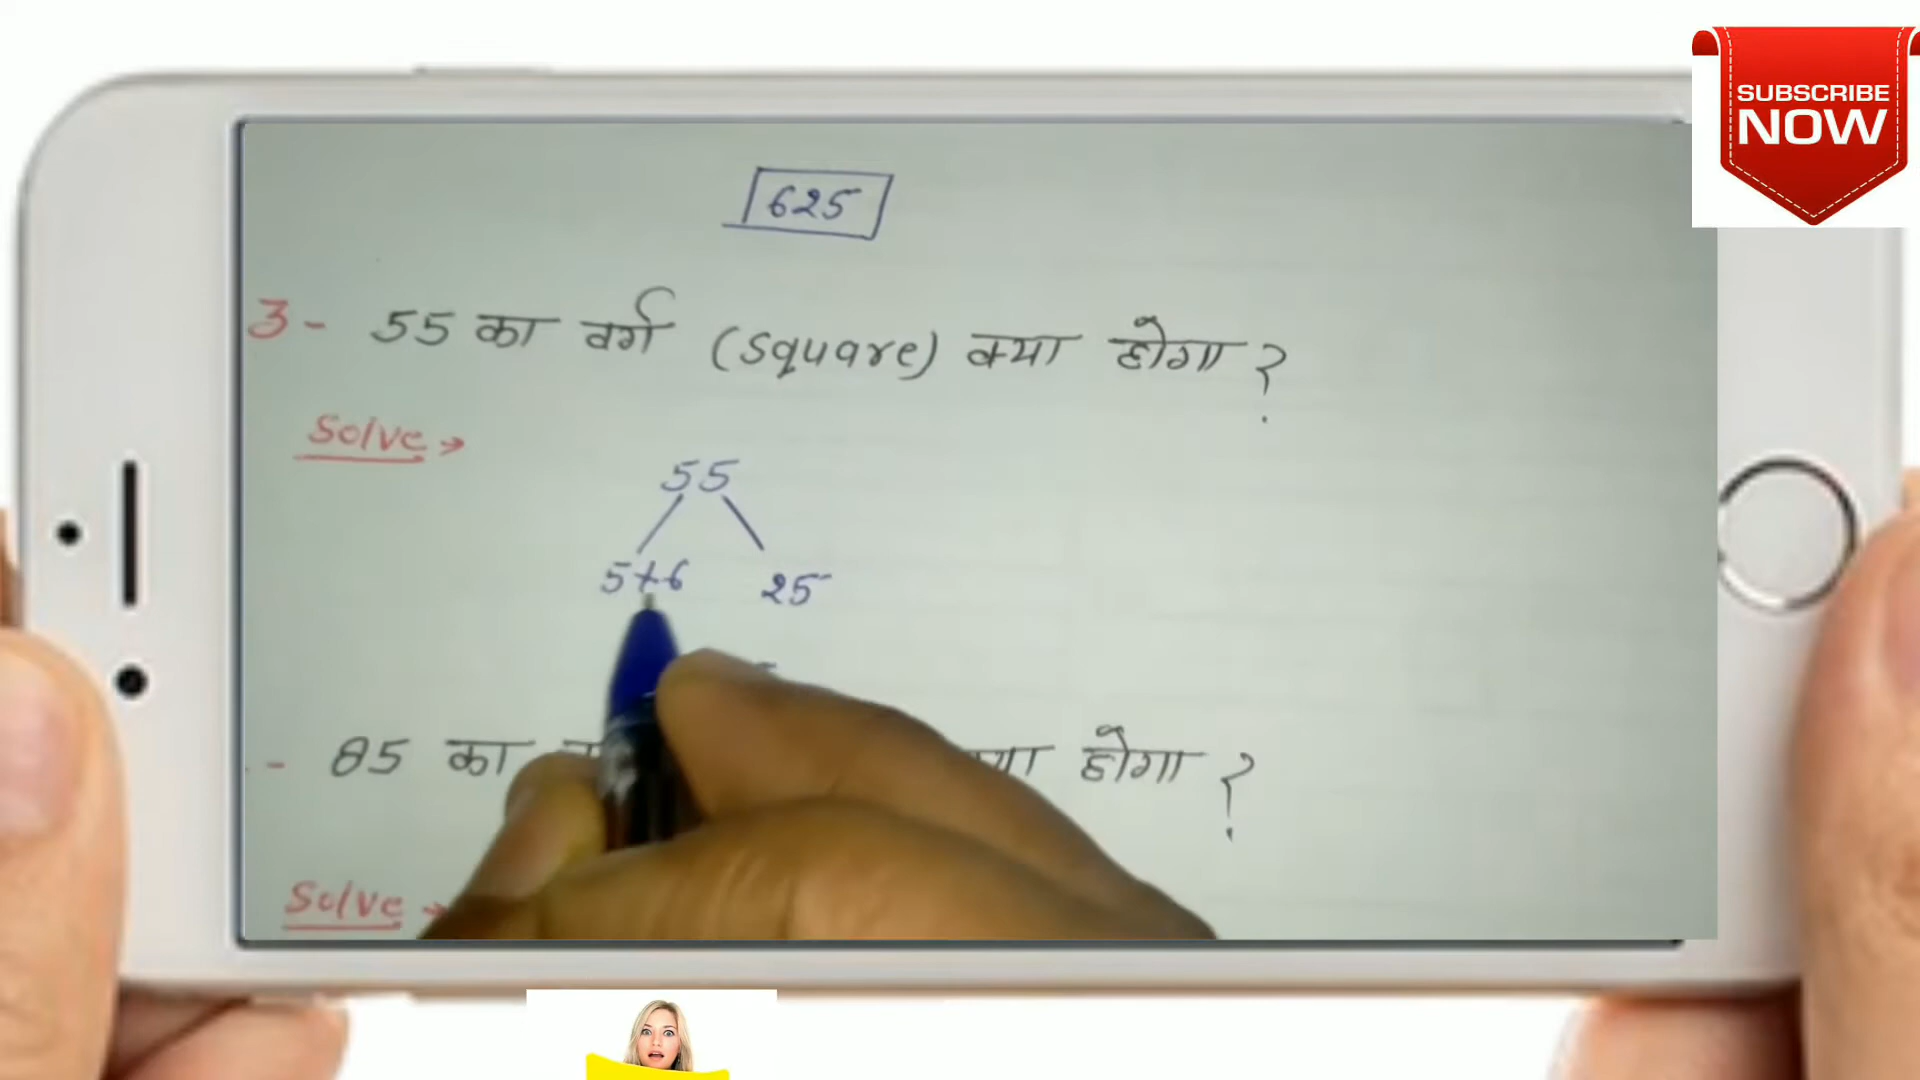 SUBSCRIBE
NOW
625
3- 55 का वर्ग (square) क्या होगा ?
Solve →
55
5+6 25
- 85 का होगा ?
Solve →